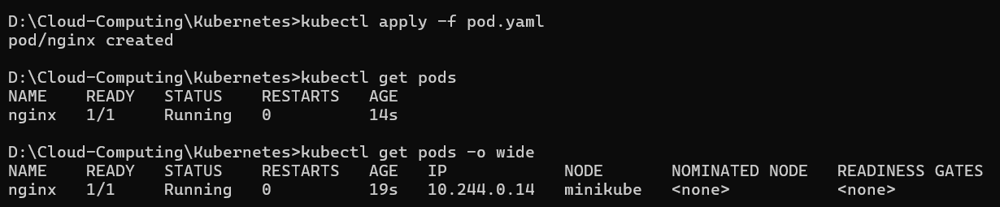 D:\Cloud-Computing\Kubernetes>kubectl apply -f pod.yaml
pod/nginx created
D:\Cloud-Computing\Kubernetes>kubectl get pods
NAME    READY   STATUS    RESTARTS   AGE
nginx   1/1     Running   0          14s
D:\Cloud-Computing\Kubernetes>kubectl get pods -o wide
NAME    READY   STATUS    RESTARTS   AGE   IP            NODE       NOMINATED NODE   READINESS GATES
nginx   1/1     Running   0          19s   10.244.0.14   minikube   <none>           <none>